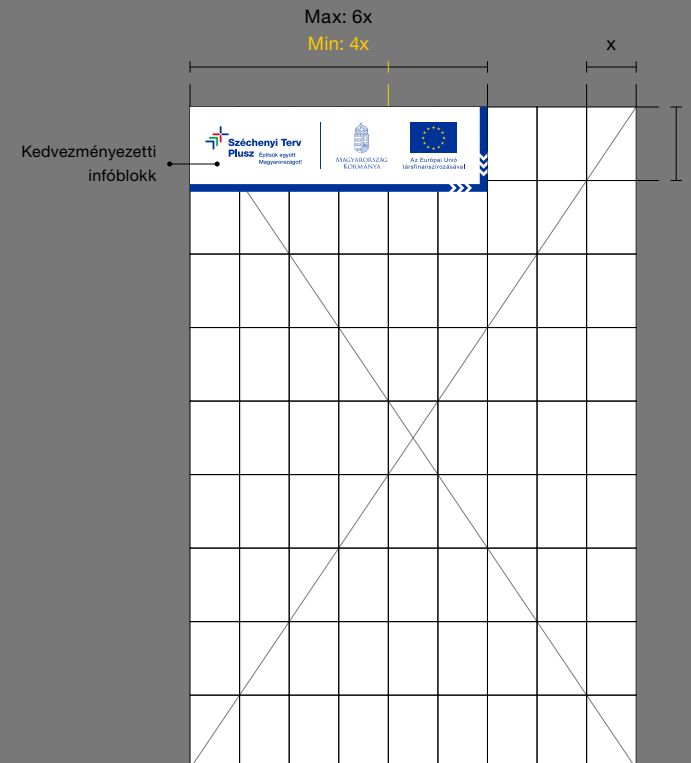 Max: 6x
Min: 4x
x
Kedvezményezetti
infóblokk
Széchenyi Terv
Plusz Építsük együtt
Magyarországot!
MAGYARORSZÁG
KORMÁNYA
Az Európai Unió
társfinanszírozásával